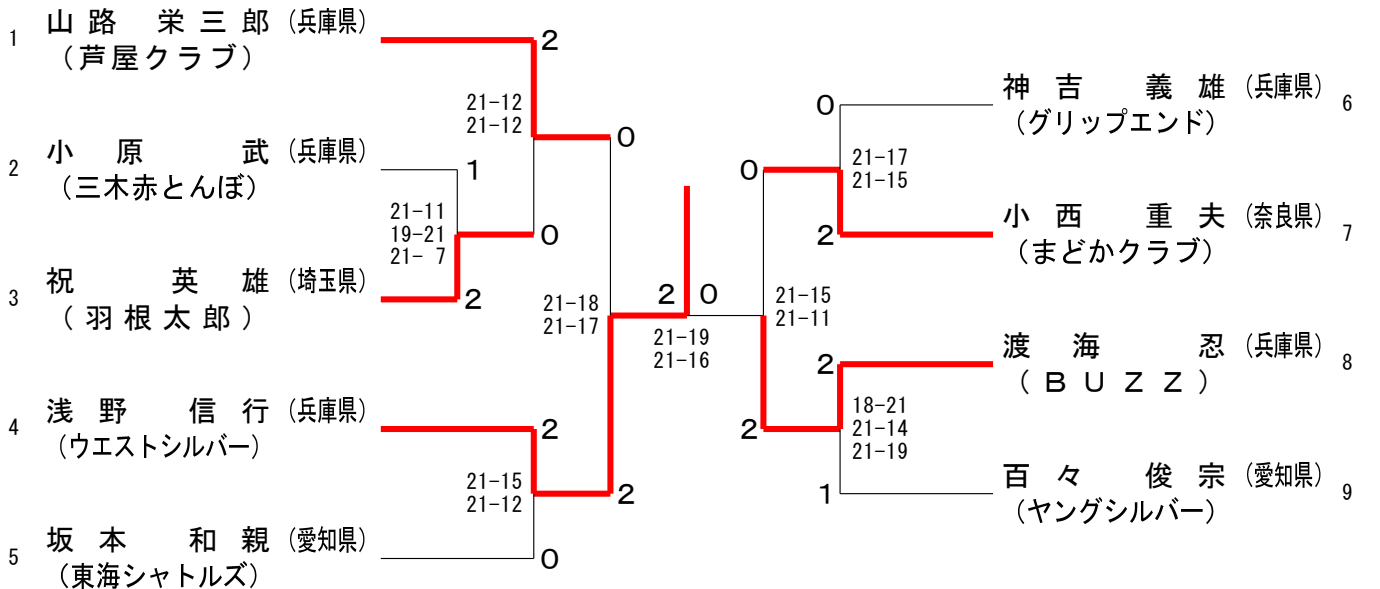 1 山路 栄三郎 (兵庫県)
(芦屋クラブ)
2
21-12
21-12
0
2 小原 武 (兵庫県)
(三木赤とんぼ)
1
21-11
19-21
21- 7
0
3 祝 英雄 (埼玉県)
(羽根太郎)
2
21-18
21-17
4 浅野 信行 (兵庫県)
(ウエストシルバー)
2
21-15
21-12
2
5 坂本 和親 (愛知県)
(東海シャトルズ)
0
2 0
21-19
21-16
神吉 義雄 (兵庫県) 6
(グリップエンド)
0
21-17
21-15
0
小西 重夫 (奈良県) 7
(まどかクラブ)
2
21-15
21-11
渡海 忍 (兵庫県) 8
(BUZZ)
2
18-21
21-14
21-19
2
百々 俊宗 (愛知県) 9
(ヤングシルバー)
1